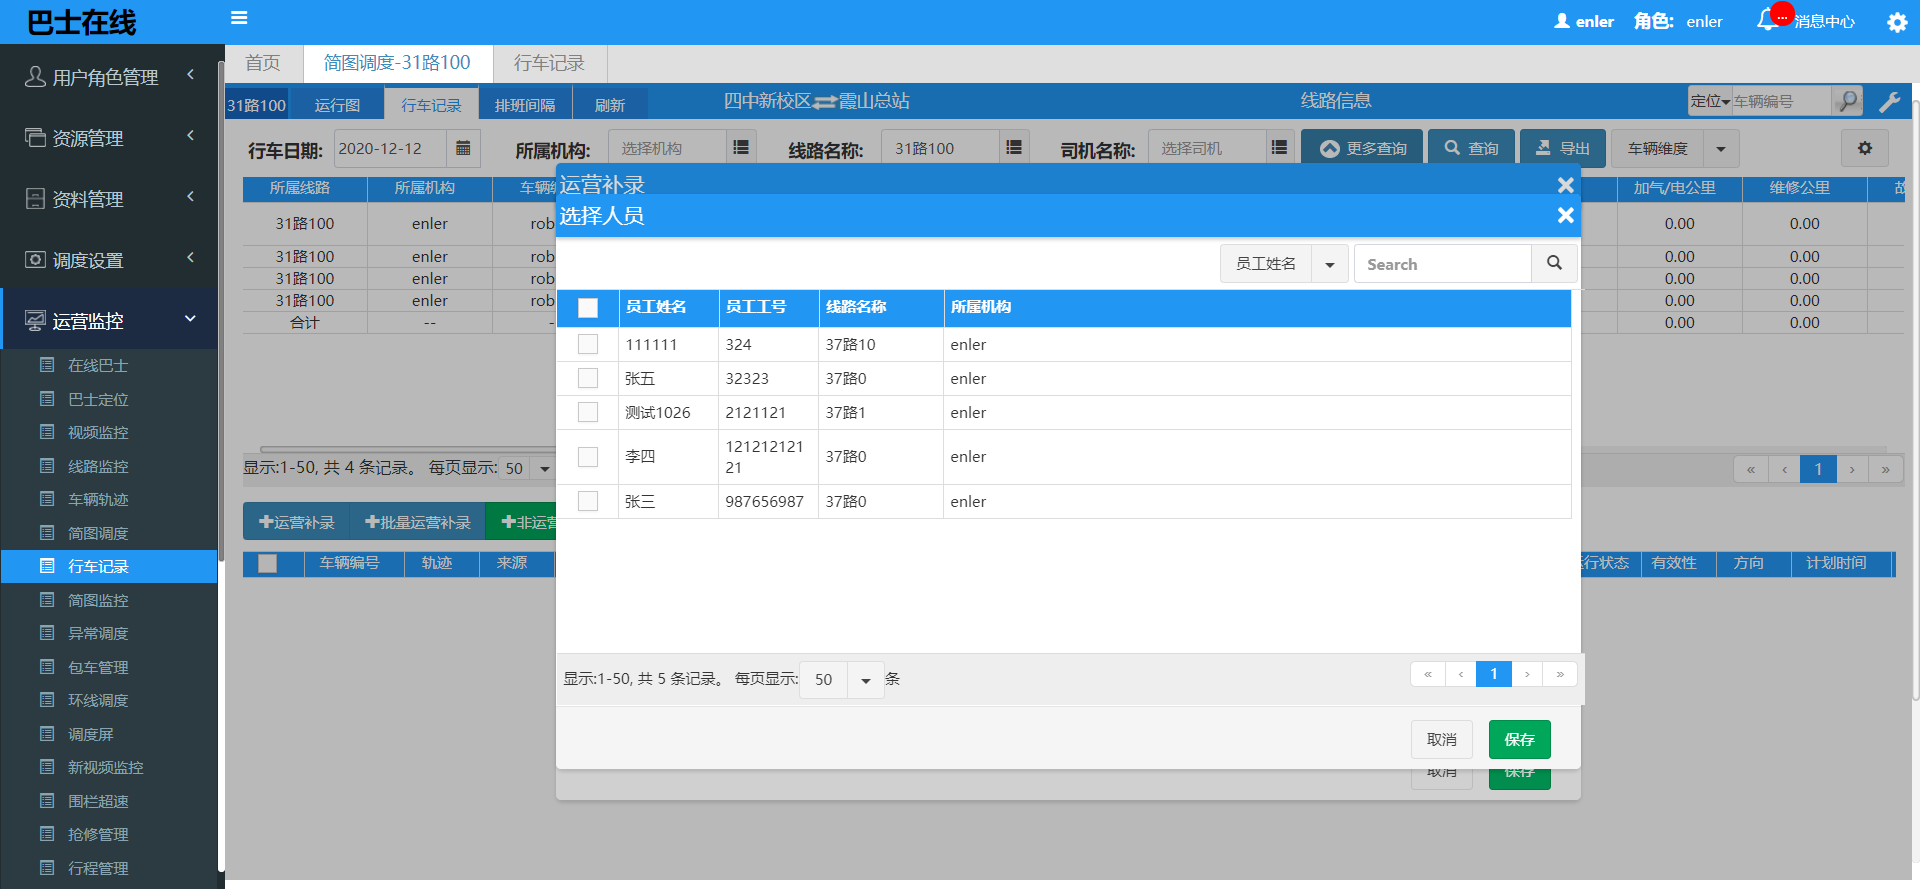 巴士在线
enler 角色: enler ... 消息中心
用户角色管理
资源管理
资料管理
调度设置
运营监控
在线巴士
巴士定位
视频监控
线路监控
车辆轨迹
简图调度
行车记录
简图监控
异常调度
包车管理
环线调度
调度屏
新视频监控
围栏超速
抢修管理
行程管理
首页 简图调度-31路100 行车记录
31路100 运行图 行车记录 排班间隔 刷新 四中新校区 霞山总站 线路信息 定位 车辆编号
行车日期: 2020-12-12 所属机构: 选择机构 线路名称: 31路100 司机名称: 选择司机 更多查询 查询 导出 车辆维度
所属线路 所属机构 加气/电公里 维修公里
31路100 enler rob 0.00 0.00
31路100 enler rob 0.00 0.00
31路100 enler rob 0.00 0.00
31路100 enler rob 0.00 0.00
合计 -- - 0.00 0.00
显示:1-50, 共 4 条记录。 每页显示: 50 « ‹ 1 › »
运营补录 批量运营补录 非运营
车辆编号 轨迹 来源 运行状态 有效性 方向 计划时间
运营补录 ×
选择人员 ×
员工姓名 Search
员工姓名 员工工号 线路名称 所属机构
111111 324 37路10 enler
张五 32323 37路0 enler
测试1026 2121121 37路1 enler
李四 121212121
21 37路0 enler
张三 987656987 37路0 enler
显示:1-50, 共 5 条记录。 每页显示: 50 条 « ‹ 1 › »
取消 保存
取消 保存